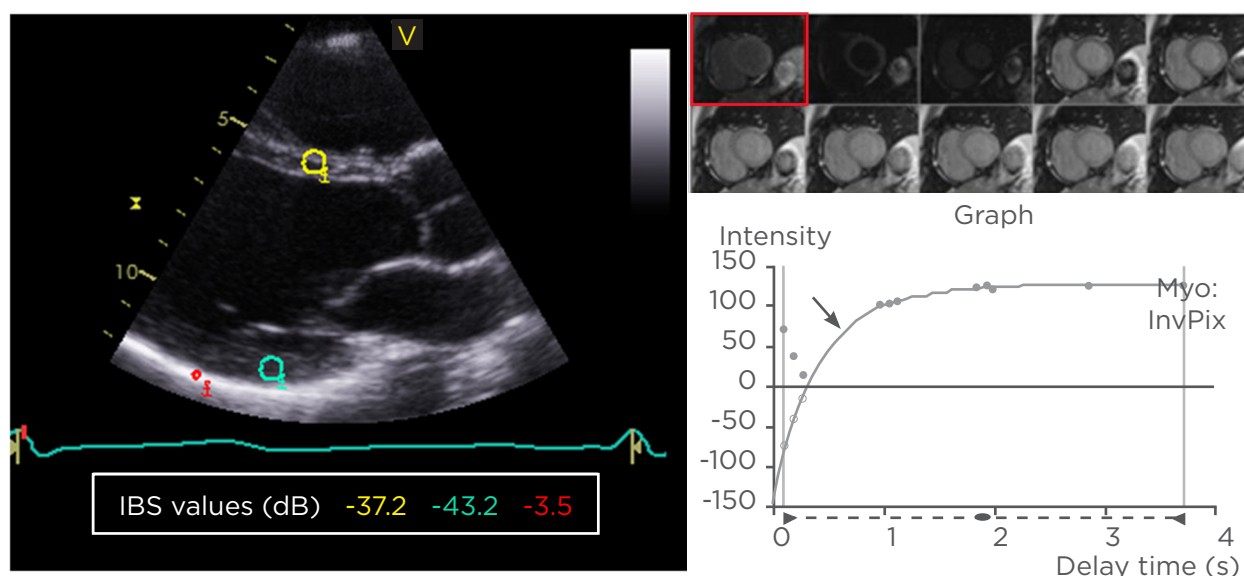 V
5
10
IBS values (dB) -37.2 -43.2 -3.5
Graph
Intensity
150
100
50
0
-50
-100
-150
Myo:
InvPix
0 1 2 3 4
Delay time (s)